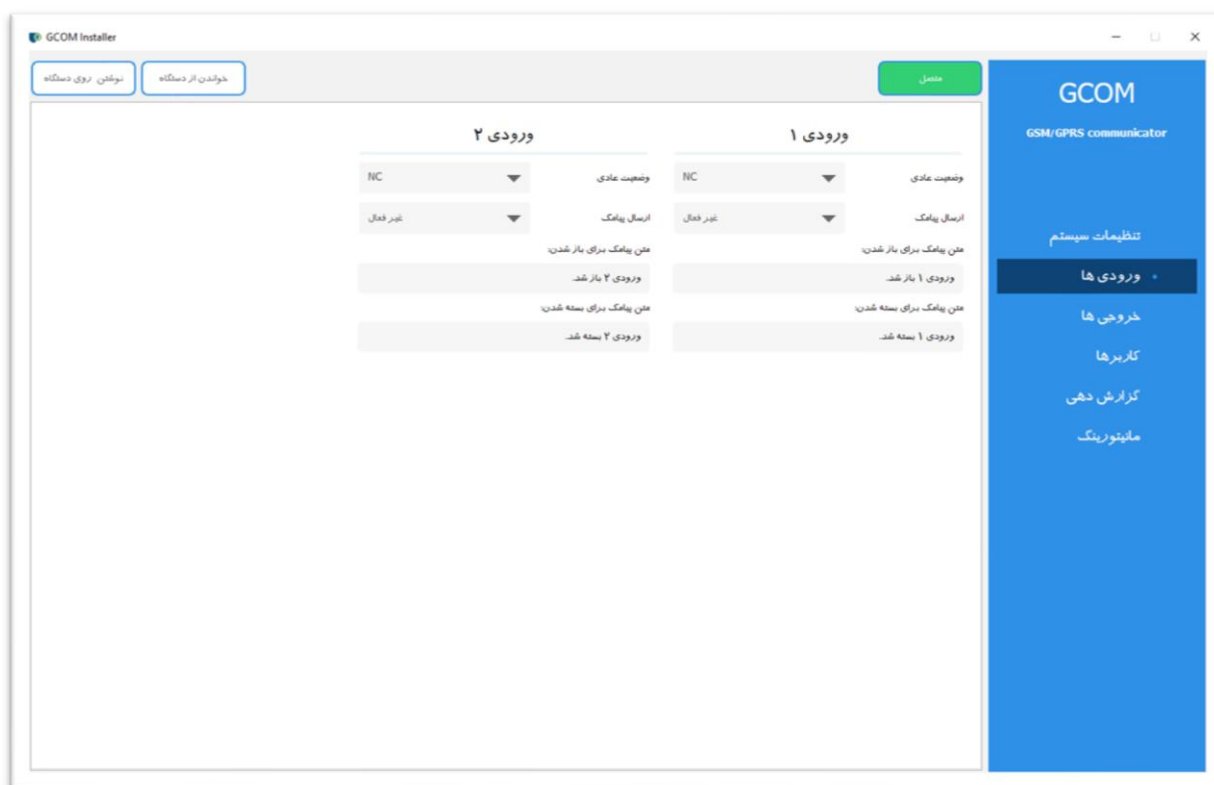 GCOM Installer
متصل
خواندن از دستگاه
نوشتن روی دستگاه
GCOM
GSM/GPRS communicator
تنظیمات سیستم
ورودی ها
خروجی ها
کاربرها
گزارش دهی
مانیتورینگ
ورودی ۱
وضعیت عادی NC
ارسال پیامک غیر فعال
متن پیامک برای باز شدن:
ورودی ۱ باز شد.
متن پیامک برای بسته شدن:
ورودی ۱ بسته شد.
ورودی ۲
وضعیت عادی NC
ارسال پیامک غیر فعال
متن پیامک برای باز شدن:
ورودی ۲ باز شد.
متن پیامک برای بسته شدن:
ورودی ۲ بسته شد.